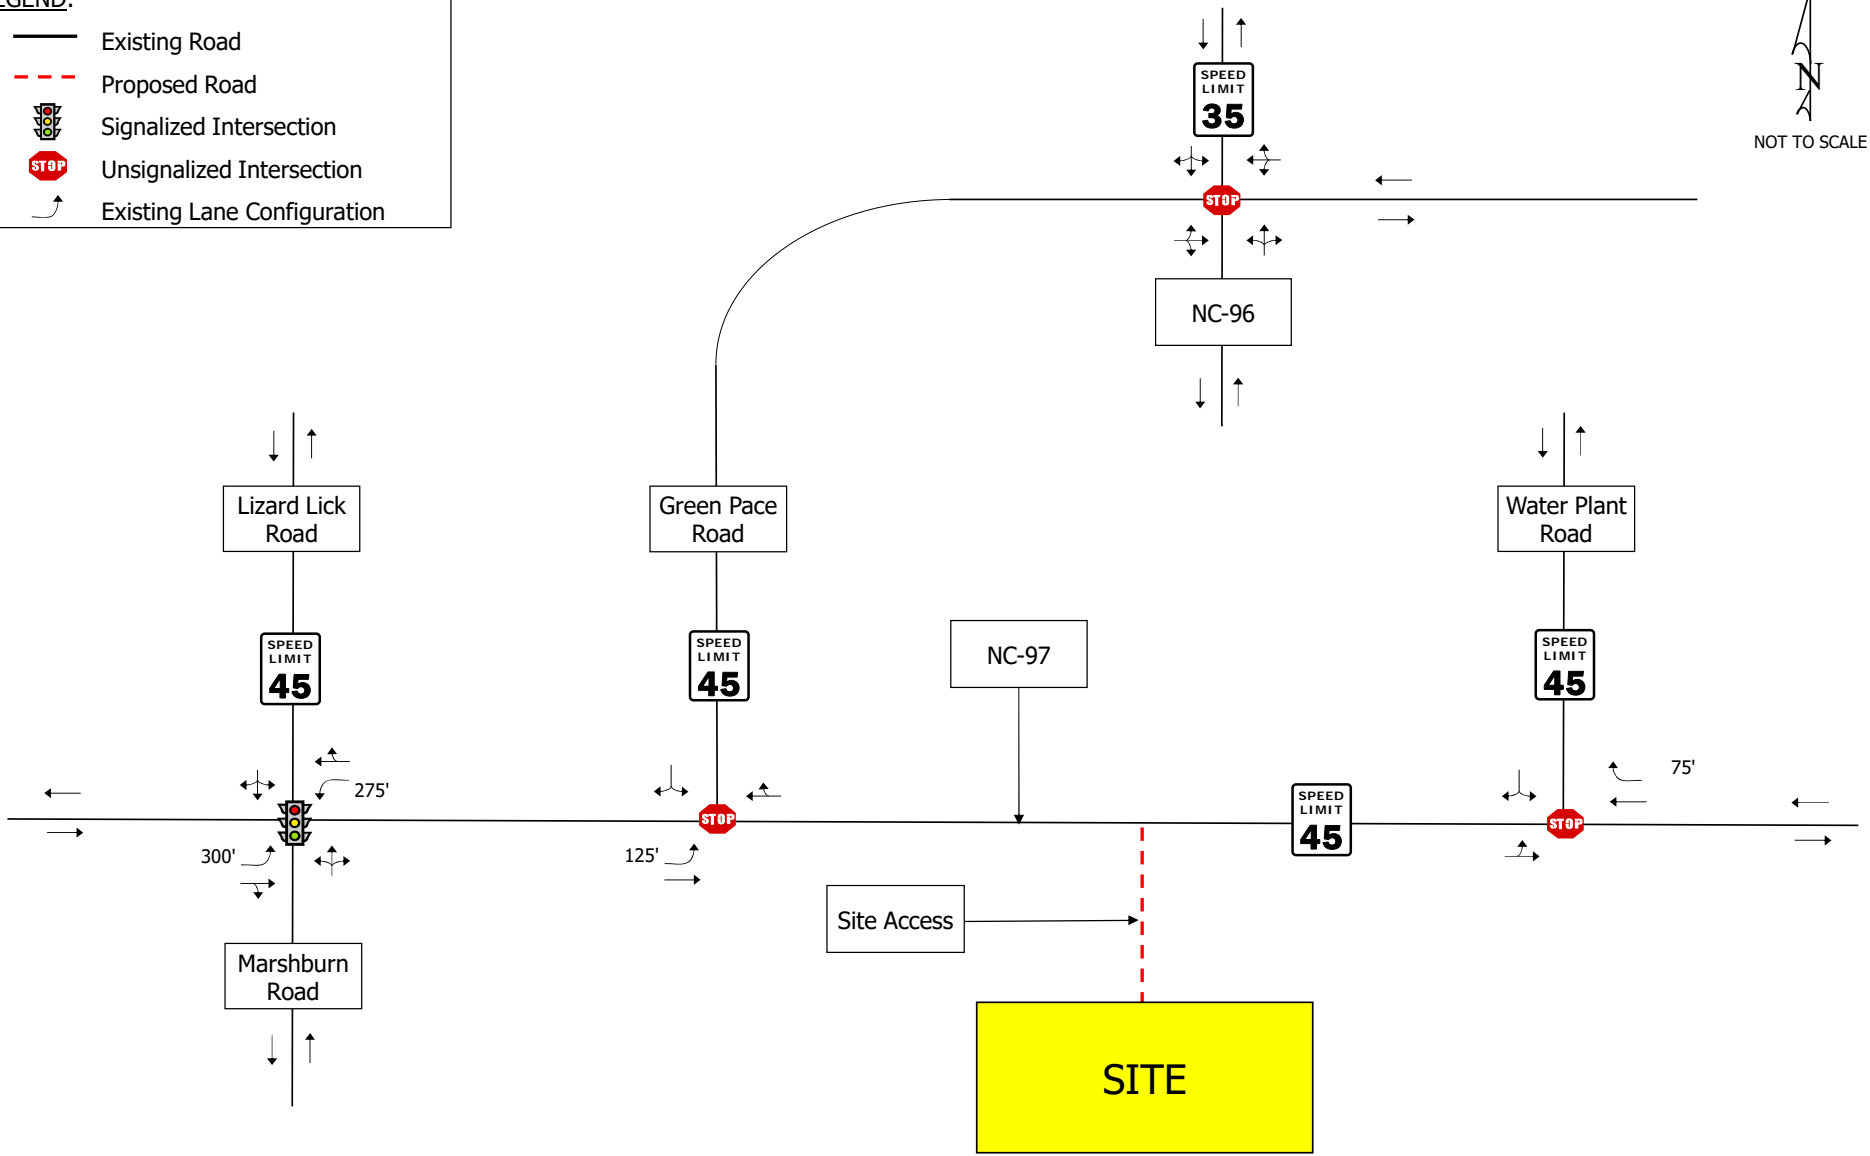 LEGEND:
Existing Road
Proposed Road
Signalized Intersection
STOP
Unsignalized Intersection
Existing Lane Configuration
N
NOT TO SCALE
SPEED
LIMIT
35
STOP
NC-96
Lizard Lick
Road
Green Pace
Road
Water Plant
Road
SPEED
LIMIT
45
SPEED
LIMIT
45
NC-97
SPEED
LIMIT
45
275'
75'
STOP
SPEED
LIMIT
45
STOP
300'
125'
Site Access
Marshburn
Road
SITE